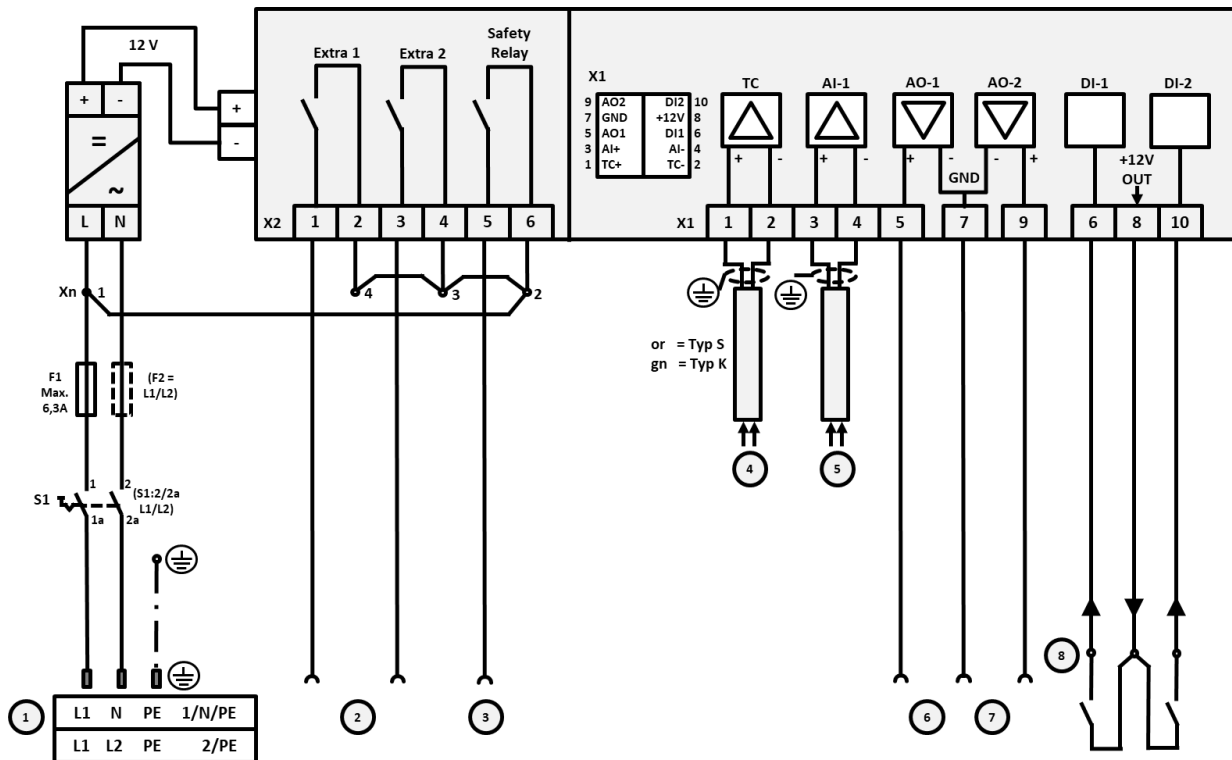 12 V
+ -
=
~
L N
+
-
Extra 1 Extra 2 Safety
Relay
X2 1 2 3 4 5 6
X1
9 AO2 DI2 10
7 GND +12V 8
5 AO1 DI1 6
3 AI+ AI- 4
1 TC+ TC- 2
TC AI-1 AO-1 AO-2 DI-1 DI-2
+ - + - + - - +
GND
+12V
OUT
X1 1 2 3 4 5 7 9 6 8 10
Xn 1
4 3 2
or = Typ S
gn = Typ K
F1
Max.
6,3A
(F2 =
L1/L2)
4 5
S1
1 2
1a 2a
(S1:2/2a
L1/L2)
8
1 2 3 6 7
L1 N PE 1/N/PE
L1 L2 PE 2/PE